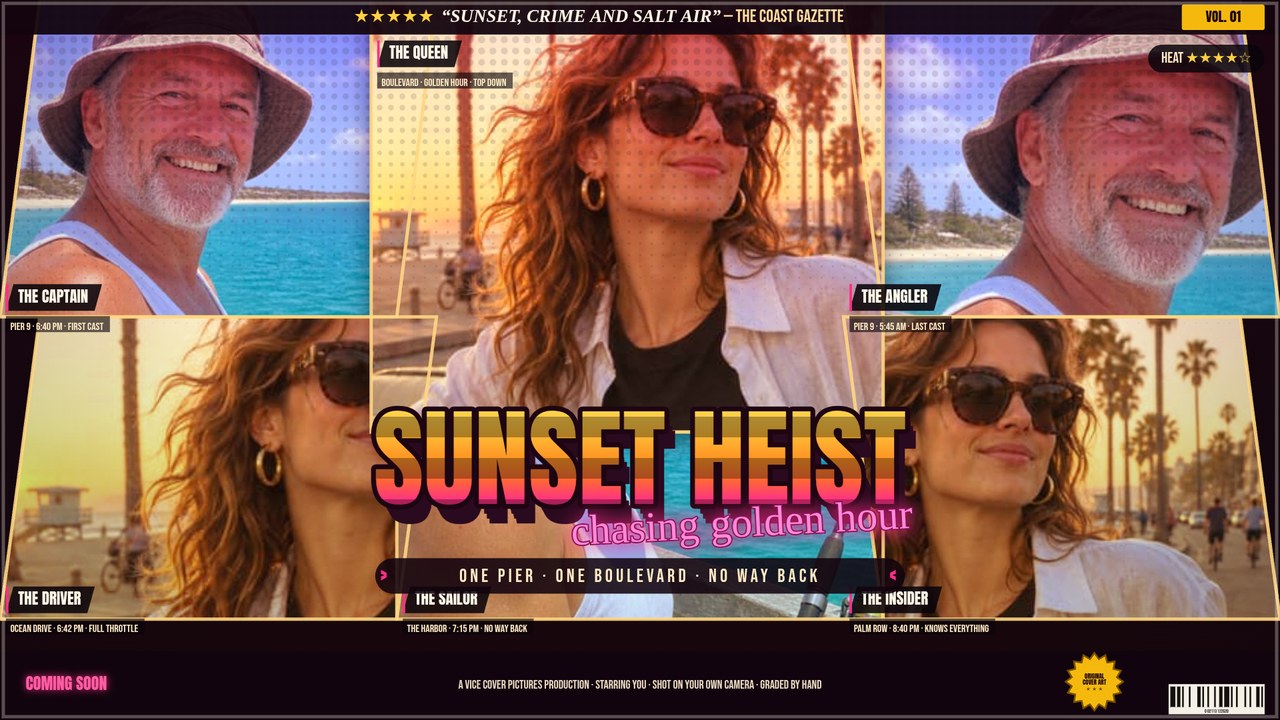 ★★★★★ “SUNSET, CRIME AND SALT AIR” – THE COAST GAZETTE
VOL. 01
HEAT ★★★★☆
THE QUEEN
BOULEVARD · GOLDEN HOUR · TOP DOWN
THE CAPTAIN
PIER 9 · 6:40 PM · FIRST CAST
THE ANGLER
PIER 9 · 5:45 AM · LAST CAST
SUNSET HEIST
chasing golden hour
ONE PIER · ONE BOULEVARD · NO WAY BACK
THE DRIVER
OCEAN DRIVE · 6:42 PM · FULL THROTTLE
THE SAILOR
THE HARBOR · 7:15 PM · NO WAY BACK
THE INSIDER
PALM ROW · 8:40 PM · KNOWS EVERYTHING
COMING SOON
A VICE COVER PICTURES PRODUCTION · STARRING YOU · SHOT ON YOUR OWN CAMERA · GRADED BY HAND
ORIGINAL
COVER ART
★ ★ ★